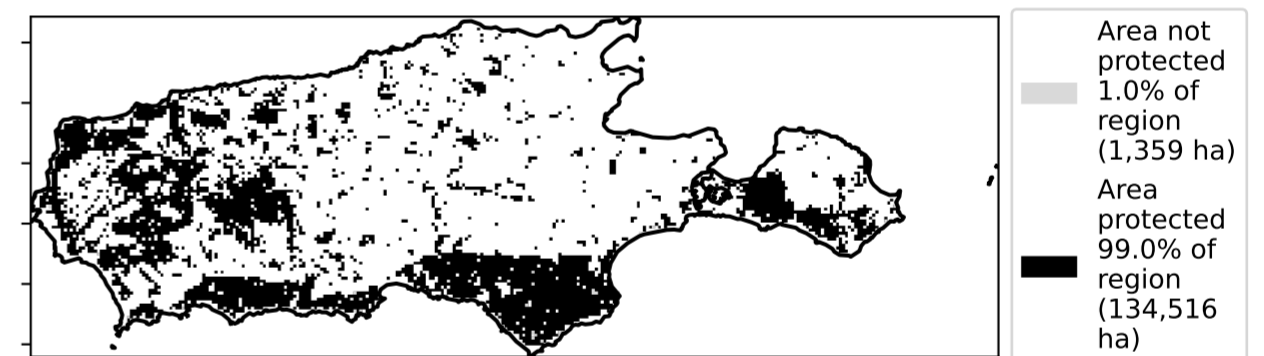 Area not
protected
1.0% of
region
(1,359 ha)
Area
protected
99.0% of
region
(134,516
ha)